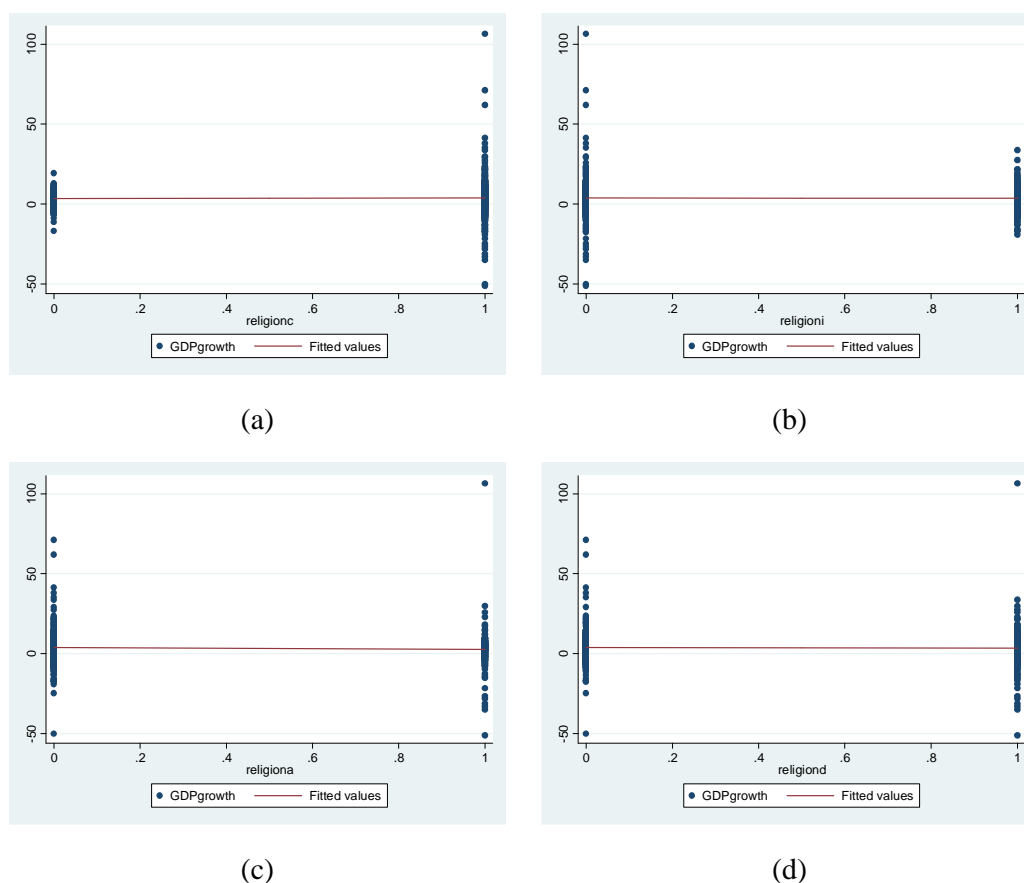 100
50
0
-50
0 .2 .4 .6 .8 1
religionc
GDPgrowth Fitted values
(a)
100
50
0
-50
0 .2 .4 .6 .8 1
religioni
GDPgrowth Fitted values
(b)
100
50
0
-50
0 .2 .4 .6 .8 1
religiona
GDPgrowth Fitted values
(c)
100
50
0
-50
0 .2 .4 .6 .8 1
religiond
GDPgrowth Fitted values
(d)